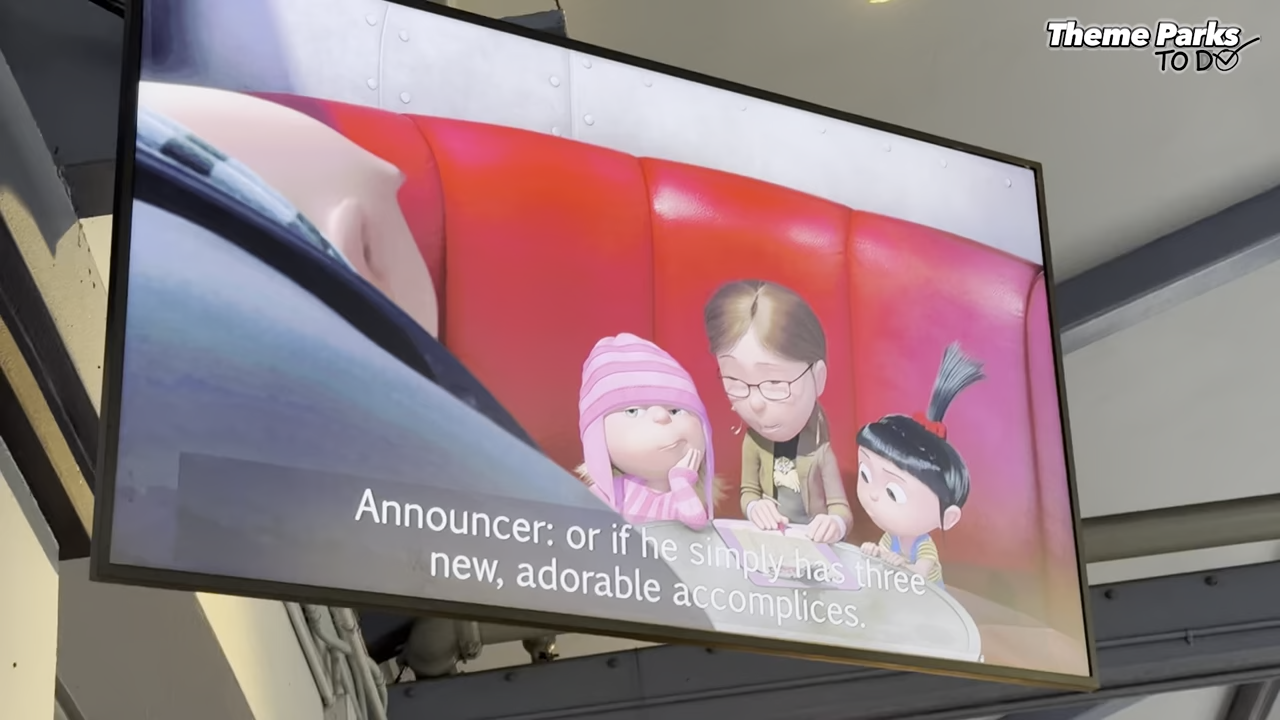 Theme Parks
TO DO
Announcer: or if he simply has three
new, adorable accomplices.